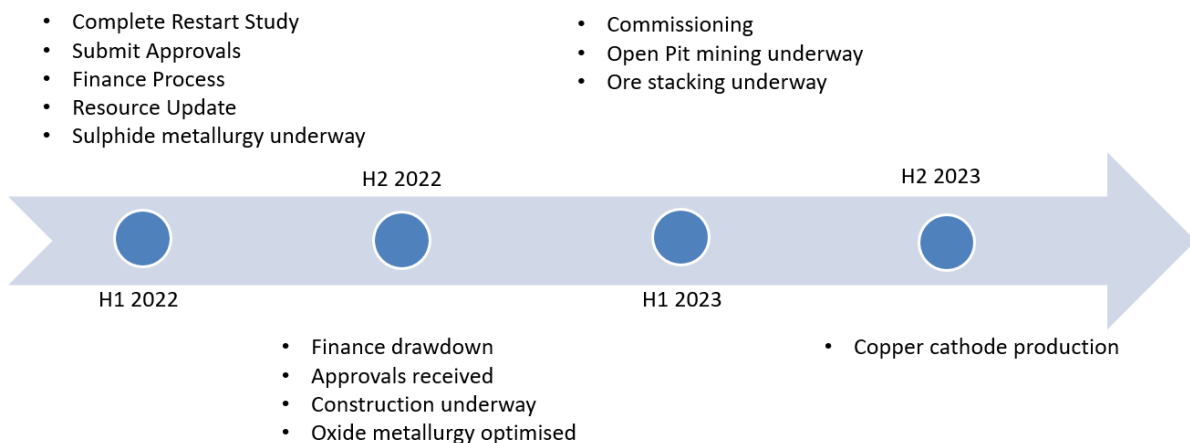 • Complete Restart Study
• Submit Approvals
• Finance Process
• Resource Update
• Sulphide metallurgy underway
H1 2022
H2 2022
• Finance drawdown
• Approvals received
• Construction underway
• Oxide metallurgy optimised
• Commissioning
• Open Pit mining underway
• Ore stacking underway
H1 2023
H2 2023
• Copper cathode production